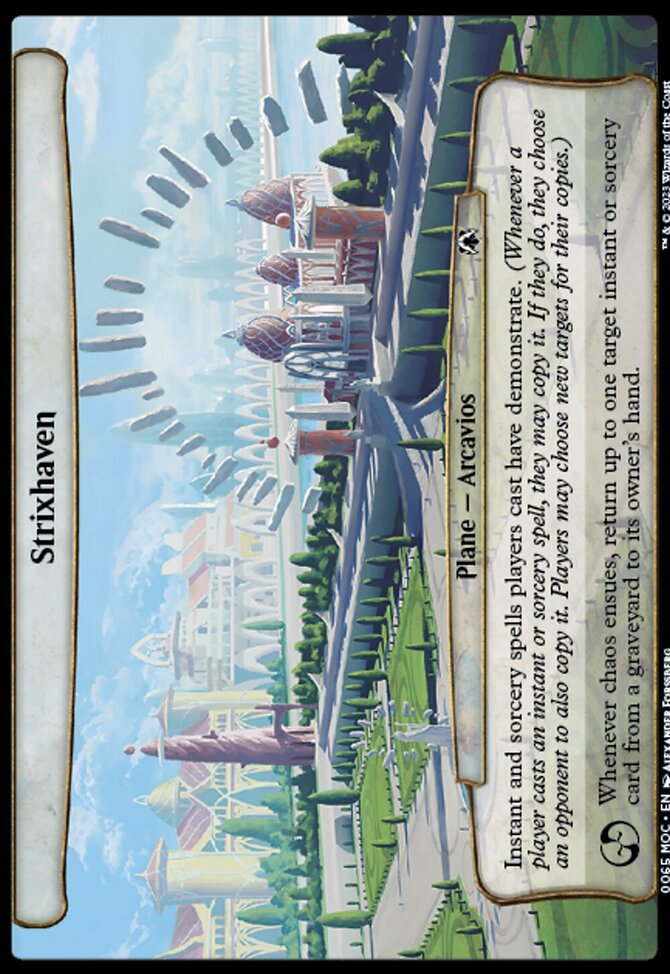 Strixhaven
Plane — Arcavios
Instant and sorcery spells players cast have demonstrate. (Whenever a
player casts an instant or sorcery spell, they may copy it. If they do, they choose
an opponent to also copy it. Players may choose new targets for their copies.)
Whenever chaos ensues, return up to one target instant or sorcery
card from a graveyard to its owner's hand.
0065 MOC • EN ALEXANDER FORSSBERG
™ & © 2023 Wizards of the Coast